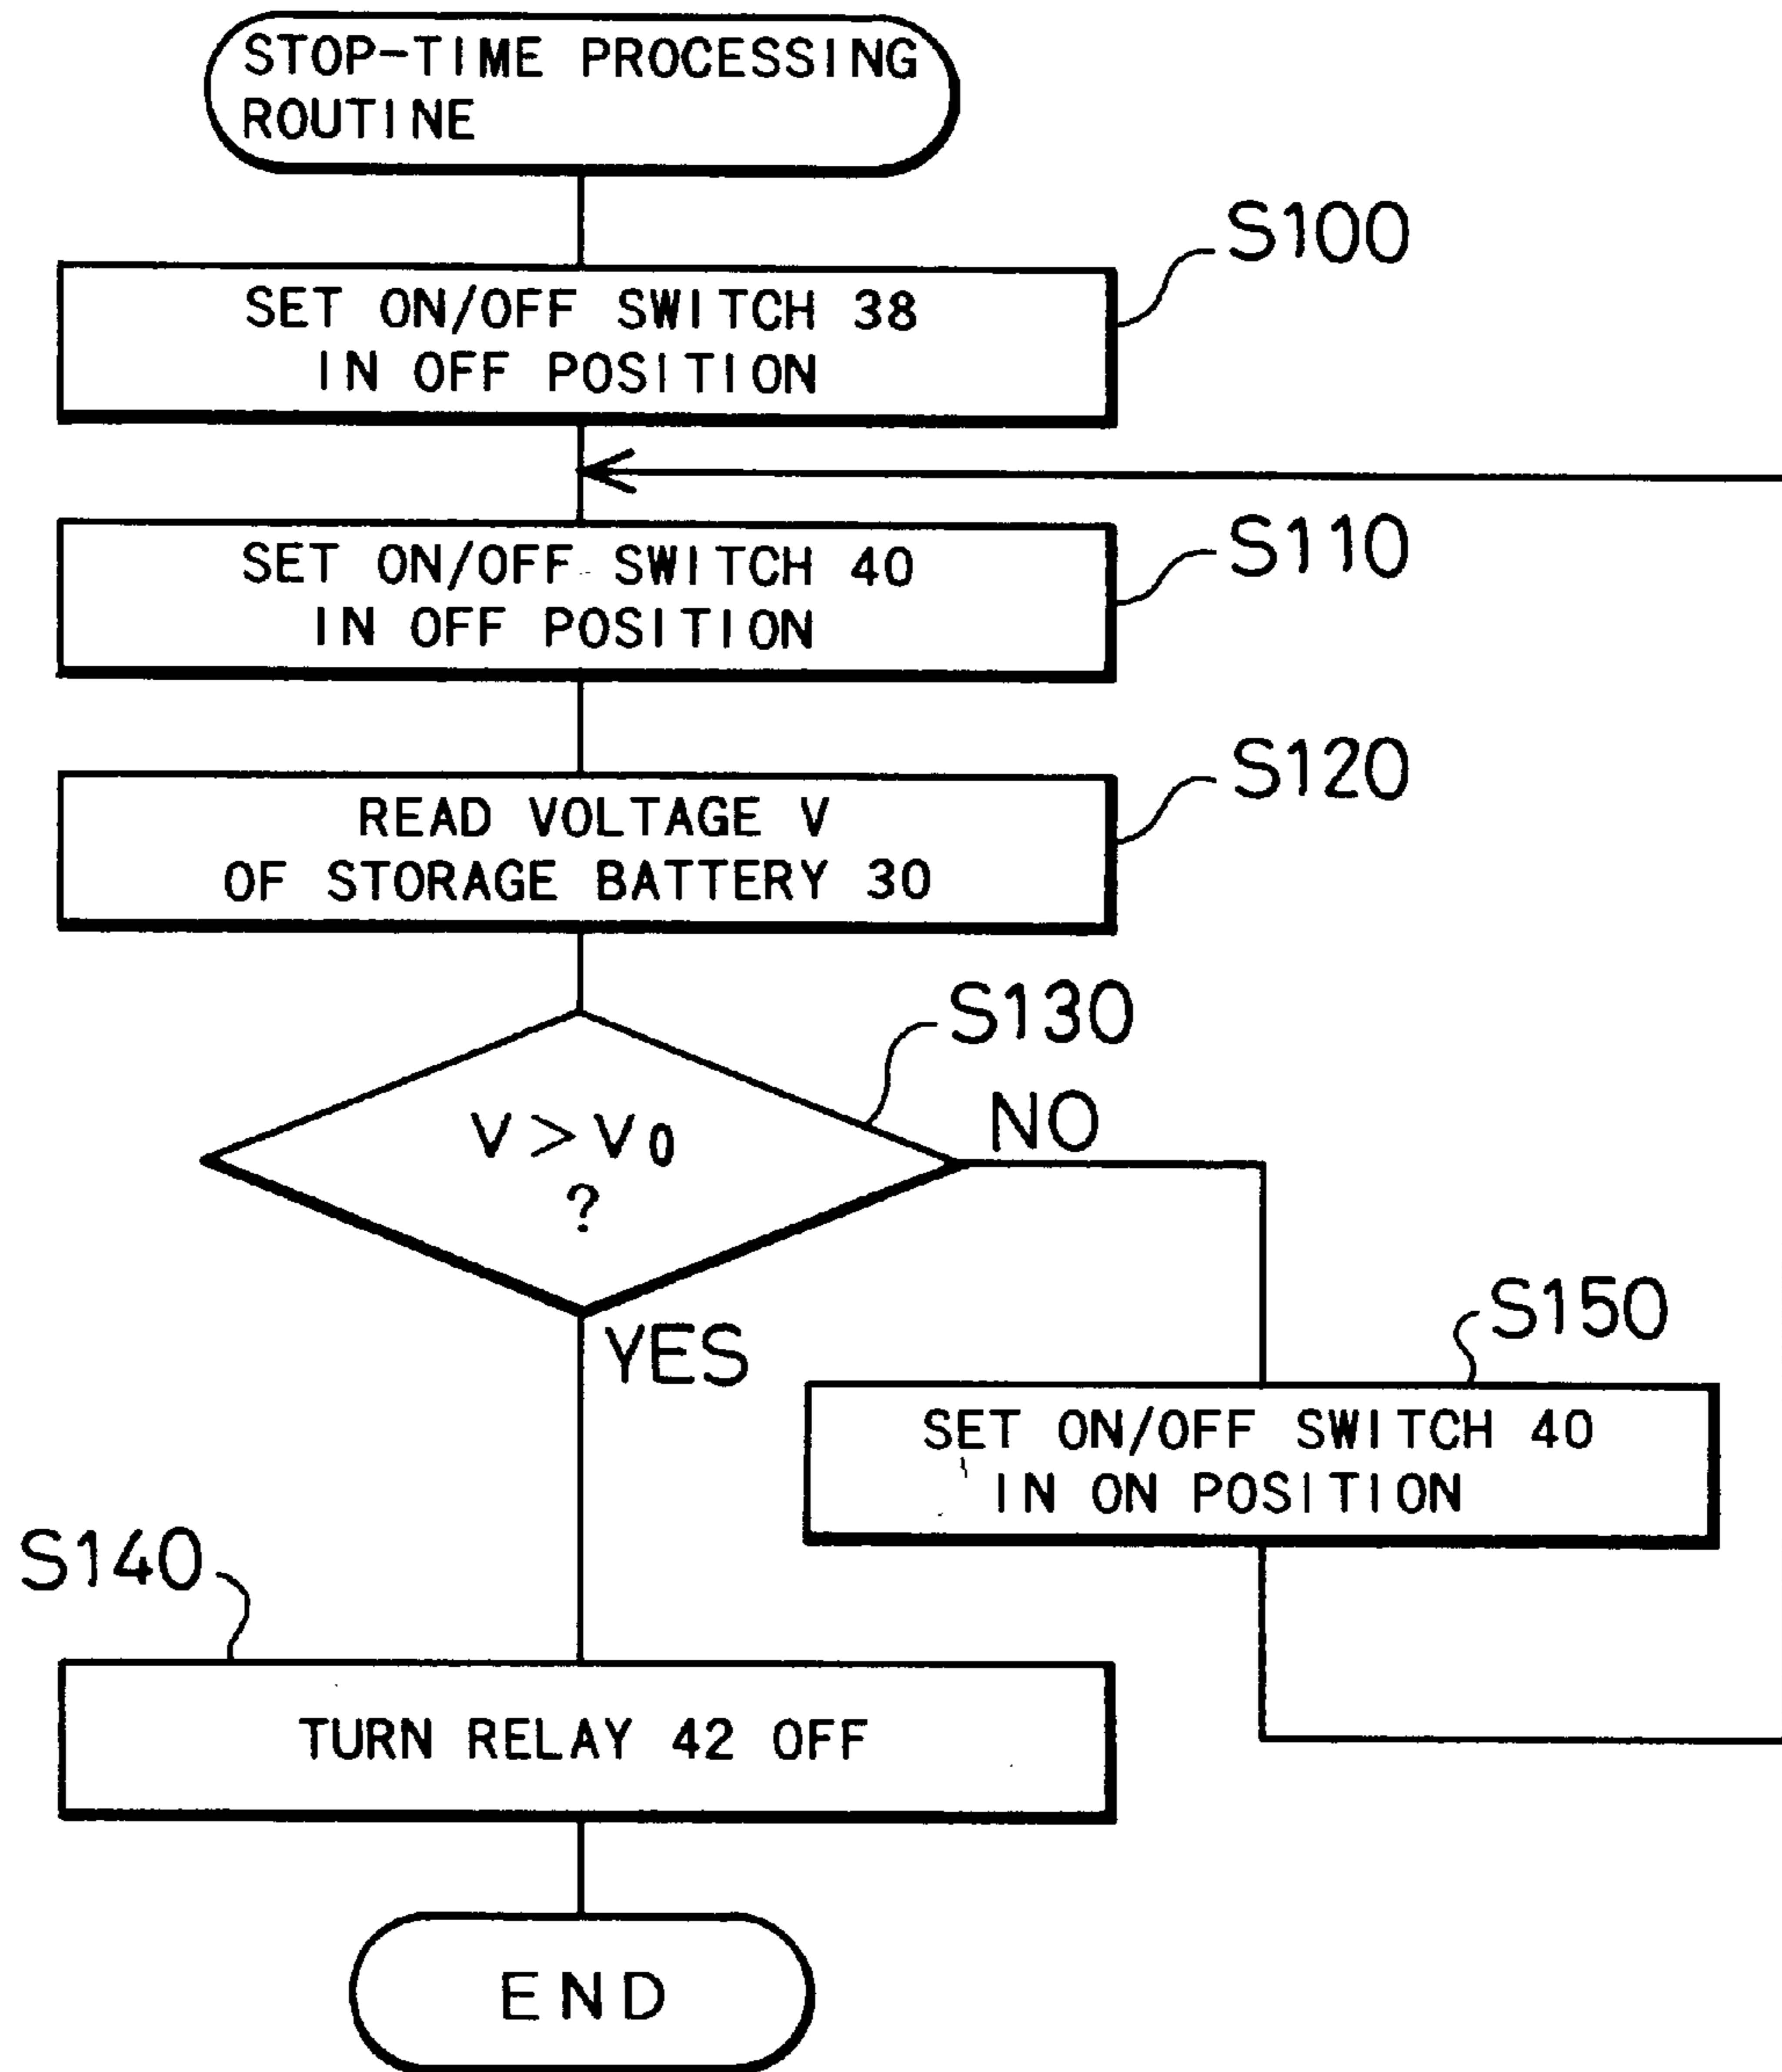 STOP-TIME PROCESSING
ROUTINE
S100
SET ON/OFF SWITCH 38
IN OFF POSITION
S110
SET ON/OFF SWITCH 40
IN OFF POSITION
S120
READ VOLTAGE V
OF STORAGE BATTERY 30
S130
V>V0
?
NO
YES
S150
SET ON/OFF SWITCH 40
IN ON POSITION
S140
TURN RELAY 42 OFF
END